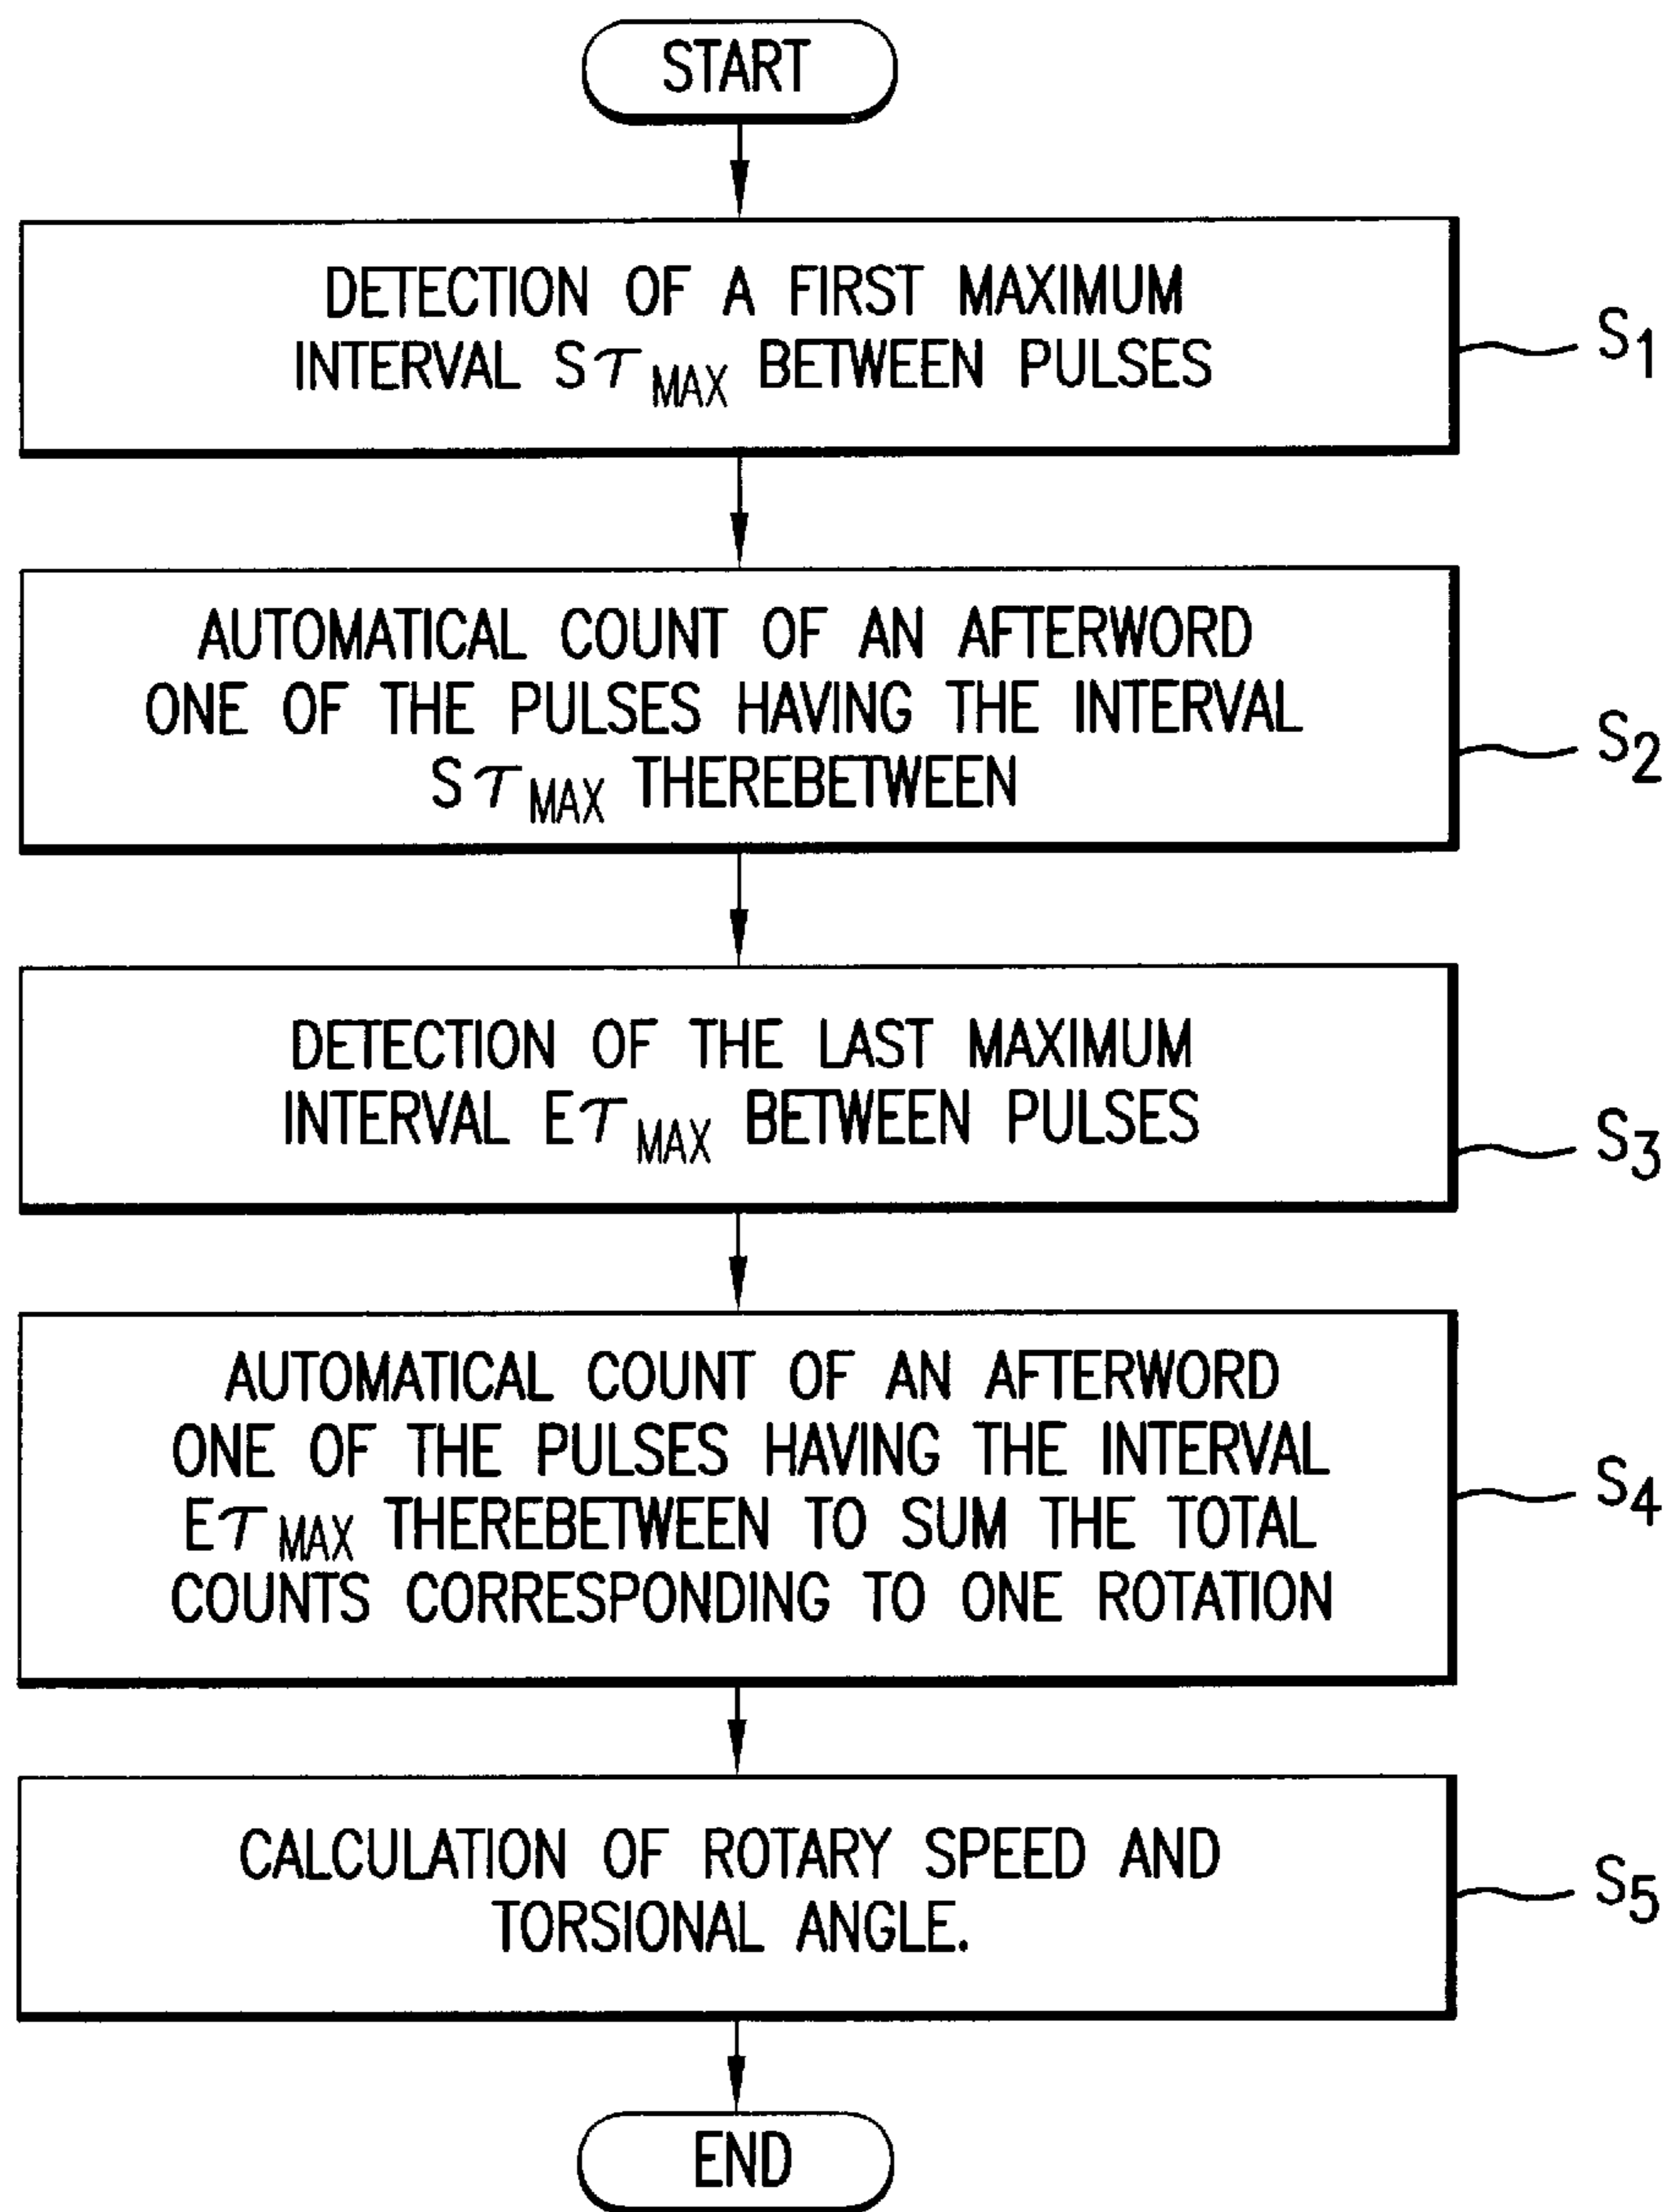 START
DETECTION OF A FIRST MAXIMUM
INTERVAL Sτ MAX BETWEEN PULSES
S1
AUTOMATICAL COUNT OF AN AFTERWORD
ONE OF THE PULSES HAVING THE INTERVAL
Sτ MAX THEREBETWEEN
S2
DETECTION OF THE LAST MAXIMUM
INTERVAL Eτ MAX BETWEEN PULSES
S3
AUTOMATICAL COUNT OF AN AFTERWORD
ONE OF THE PULSES HAVING THE INTERVAL
Eτ MAX THEREBETWEEN TO SUM THE TOTAL
COUNTS CORRESPONDING TO ONE ROTATION
S4
CALCULATION OF ROTARY SPEED AND
TORSIONAL ANGLE.
S5
END